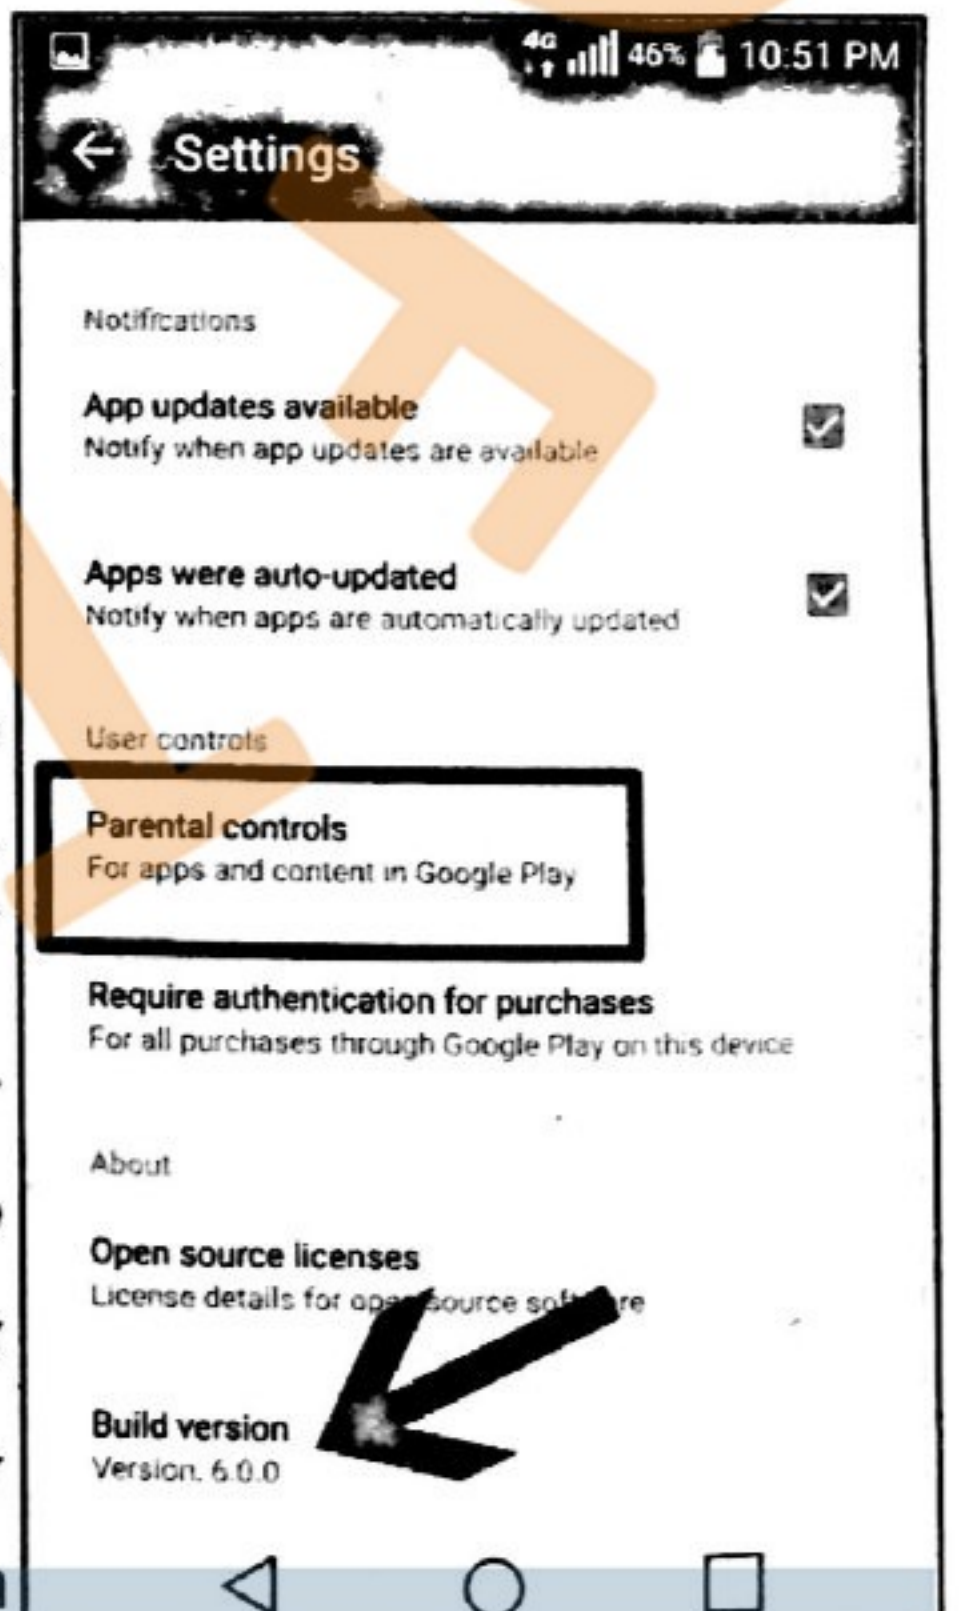 4G 46% 10:51 PM
Settings
Notifications
App updates available
Notify when app updates are available
Apps were auto-updated
Notify when apps are automatically updated
User controls
Parental controls
For apps and content in Google Play
Require authentication for purchases
For all purchases through Google Play on this device
About
Open source licenses
License details for open source software
Build version
Version. 6.0.0